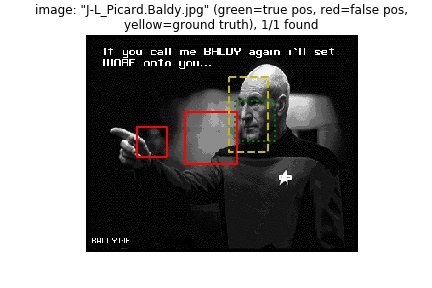 image: "J-L_Picard.Baldy.jpg" (green=true pos, red=false pos,
yellow=ground truth), 1/1 found
If you call me BALDY again i'll set
WORF onto you...